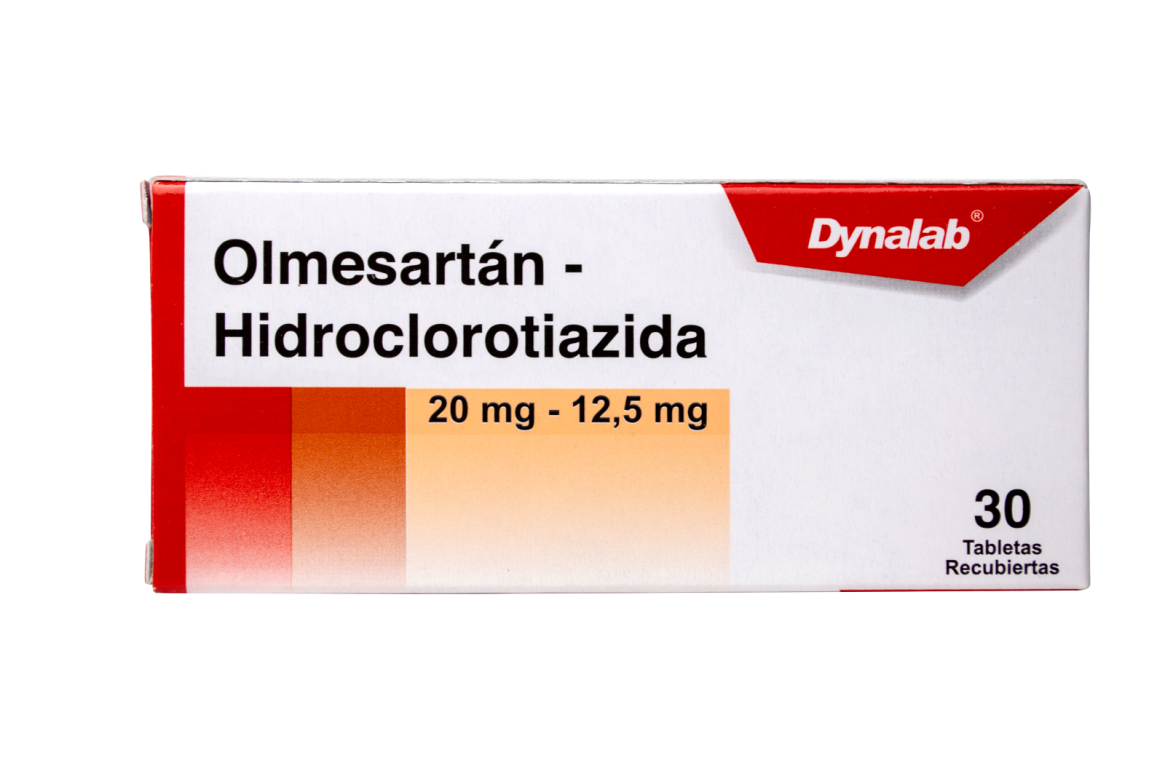 Olmesartán -
Hidroclorotiazida
Dynalab®
20 mg - 12,5 mg
30
Tabletas
Recubiertas